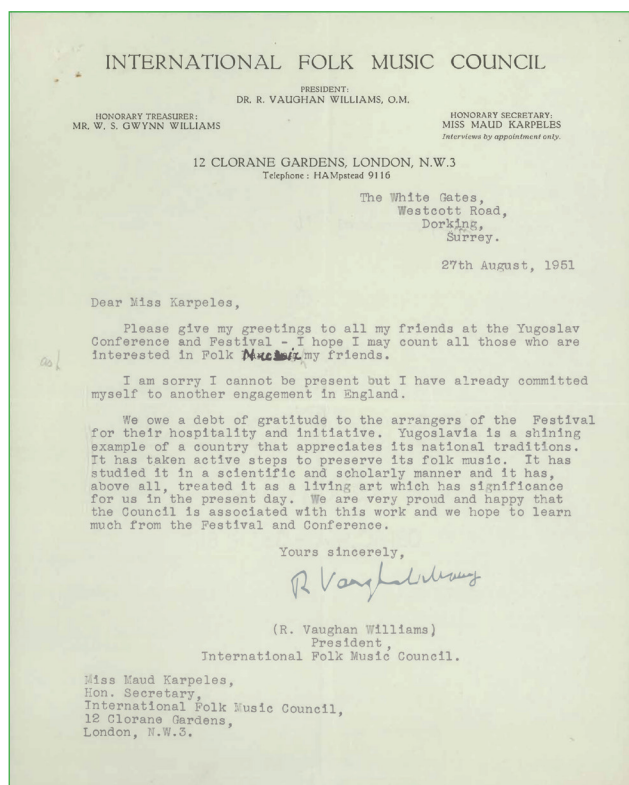 INTERNATIONAL FOLK MUSIC COUNCIL
PRESIDENT:
DR. R. VAUGHAN WILLIAMS, O.M.
HONORARY TREASURER:
MR. W. S. GWYNN WILLIAMS
HONORARY SECRETARY:
MISS MAUD KARPELES
Interviews by appointment only.
12 CLORANE GARDENS, LONDON, N.W.3
Telephone: HAMpstead 9116
The White Gates,
Westcott Road,
Dorking,
Surrey.
27th August, 1951
Dear Miss Karpeles,
Please give my greetings to all my friends at the Yugoslav
Conference and Festival - I hope I may count all those who are
as/
interested in Folk my friends.
I am sorry I cannot be present but I have already committed
myself to another engagement in England.
We owe a debt of gratitude to the arrangers of the Festival
for their hospitality and initiative. Yugoslavia is a shining
example of a country that appreciates its national traditions.
It has taken active steps to preserve its folk music. It has
studied it in a scientific and scholarly manner and it has,
above all, treated it as a living art which has significance
for us in the present day. We are very proud and happy that
the Council is associated with this work and we hope to learn
much from the Festival and Conference.
Yours sincerely,
R Vaughan Williams
(R. Vaughan Williams)
President,
International Folk Music Council.
Miss Maud Karpeles,
Hon. Secretary,
International Folk Music Council,
12 Clorane Gardens,
London, N.W.3.